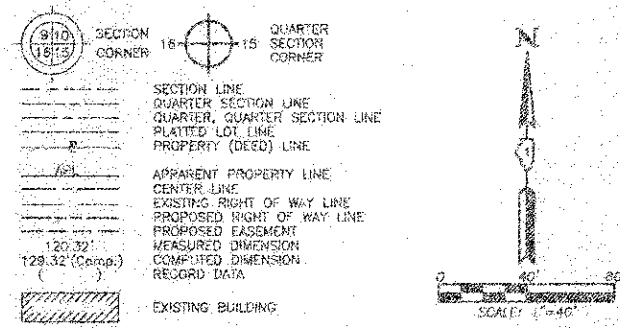 9 10
16 15
SECTION
CORNER
16
15
QUARTER
SECTION
CORNER
N
SECTION LINE
QUARTER SECTION LINE
QUARTER, QUARTER SECTION LINE
PLATTED LOT LINE
PROPERTY (DEED) LINE
APPARENT PROPERTY LINE
CENTER LINE
EXISTING RIGHT OF WAY LINE
PROPOSED RIGHT OF WAY LINE
PROPOSED EASEMENT
120.32' MEASURED DIMENSION
129.32'(Comp.) COMPUTED DIMENSION
( ) RECORD DATA
EXISTING BUILDING
0 40' 80
SCALE: 1"=40'